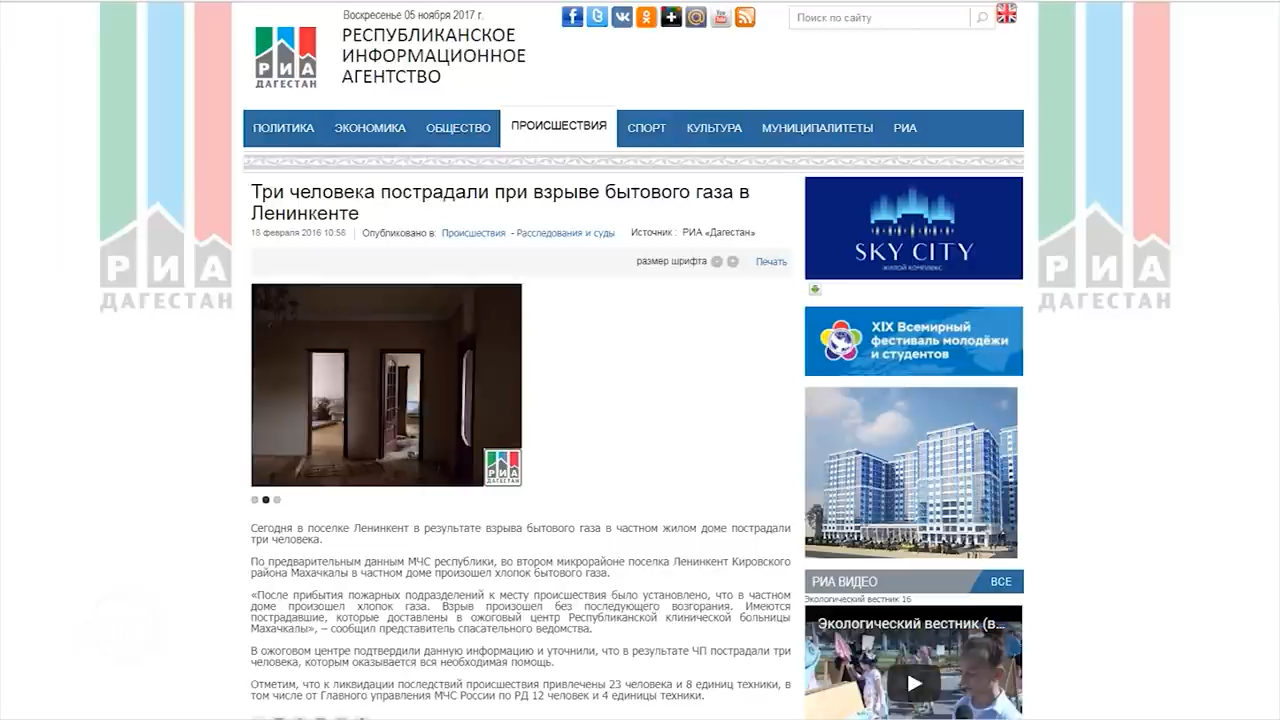 Воскресенье 05 ноября 2017 г.
РЕСПУБЛИКАНСКОЕ
ИНФОРМАЦИОННОЕ
АГЕНТСТВО
РИА
ДАГЕСТАН
Поиск по сайту
ПОЛИТИКА ЭКОНОМИКА ОБЩЕСТВО ПРОИСШЕСТВИЯ СПОРТ КУЛЬТУРА МУНИЦИПАЛИТЕТЫ РИА
Три человека пострадали при взрыве бытового газа в
Ленинкенте
18 февраля 2016 10:58 Опубликовано в: Происшествия - Расследования и суды Источник : РИА «Дагестан»
размер шрифта Печать
РИА
ДАГЕСТАН
Сегодня в поселке Ленинкент в результате взрыва бытового газа в частном жилом доме пострадали
три человека.
По предварительным данным МЧС республики, во втором микрорайоне поселка Ленинкент Кировского
района Махачкалы в частном доме произошел хлопок бытового газа.
«После прибытия пожарных подразделений к месту происшествия было установлено, что в частном
доме произошел хлопок газа. Взрыв произошел без последующего возгорания. Имеются
пострадавшие, которые доставлены в ожоговый центр Республиканской клинической больницы
Махачкалы», – сообщил представитель спасательного ведомства.
В ожоговом центре подтвердили данную информацию и уточнили, что в результате ЧП пострадали три
человека, которым оказывается вся необходимая помощь.
Отметим, что к ликвидации последствий происшествия привлечены 23 человека и 8 единиц техники, в
том числе от Главного управления МЧС России по РД 12 человек и 4 единицы техники.
SKY CITY
ЖИЛОЙ КОМПЛЕКС
XIX Всемирный
фестиваль молодёжи
и студентов
РИА ВИДЕО ВСЕ
Экологический вестник 16
Экологический вестник (в...
РИА
ДАГЕСТАН
РИА
ДАГЕСТАН